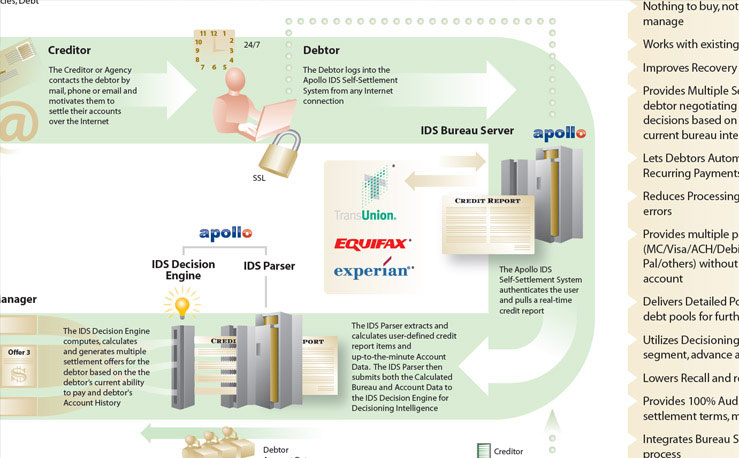 cies, Debt
Creditor
The Creditor or Agency
contacts the debtor by
mail, phone or email and
motivates them to
settle their accounts
over the Internet
@
11 12 1
10 2
9 3
8 4
7 6 5
24/7
SSL
Debtor
The Debtor logs into the
Apollo IDS Self-Settlement
System from any Internet
connection
IDS Bureau Server
apollo
TransUnion.
EQUIFAX
experian
CREDIT REPORT
The Apollo IDS
Self-Settlement System
authenticates the user
and pulls a real-time
credit report
apollo
IDS Decision
Engine
IDS Parser
CREDI
PORT
The IDS Parser extracts and
calculates user-defined credit
report items and
up-to-the minute Account
Data. The IDS Parser then
submits both the Calculated
Bureau and Account Data to
the IDS Decision Engine for
Decisioning Intelligence
The IDS Decision Engine
computes, calculates
and generates multiple
settlement offers for the
debtor based on the the
debtor's current ability
to pay and debtor's
Account History
anager
Offer 3
$
Debtor
Creditor
Nothing to buy, not
manage
Works with existing
Improves Recovery
Provides Multiple Se
debtor negotiating
decisions based on
current bureau inte
Lets Debtors Autom
Recurring Payments
Reduces Processing
errors
Provides multiple p
(MC/Visa/ACH/Debi
Pal/others) without
account
Delivers Detailed Po
debt pools for furth
Utilizes Decisioning
segment, advance a
Lowers Recall and r
Provides 100% Aud
settlement terms, m
Integrates Bureau S
process